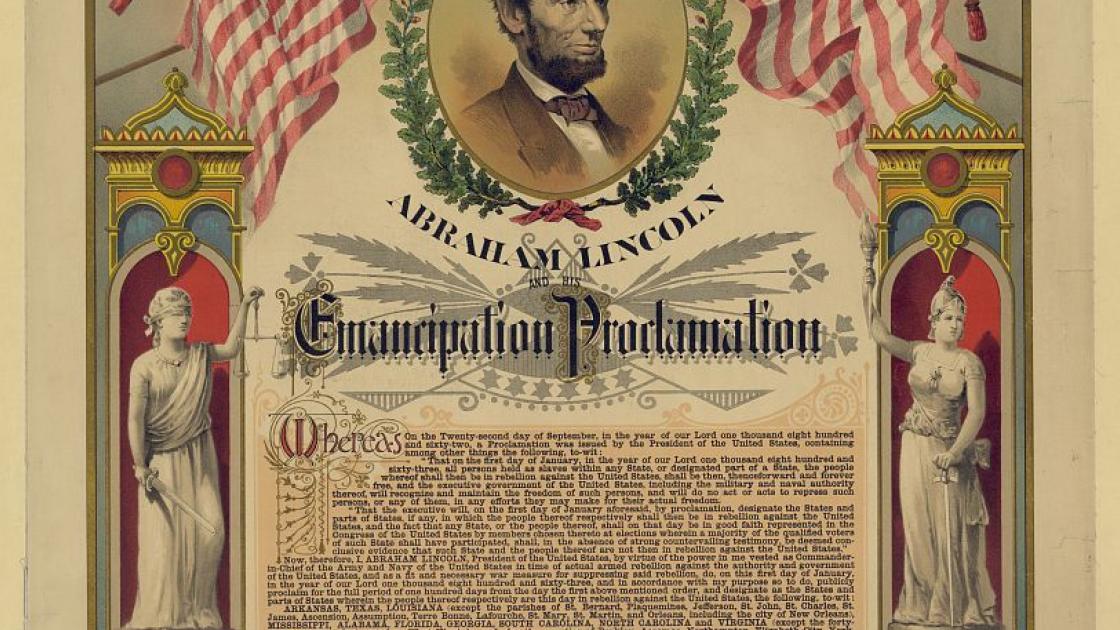 ABRAHAM LINCOLN
AND HIS
Emancipation Proclamation
Whereas On the Twenty-second day of September, in the year of our Lord one thousand eight hundred
and sixty-two, a Proclamation was issued by the President of the United States, containing
among other things the following, to-wit:
"That on the first day of January, in the year of our Lord one thousand eight hundred and
sixty-three, all persons held as slaves within any State, or designated part of a State, the people
whereof shall then be in rebellion against the United States, shall be then, thenceforward and forever
free, and the executive government of the United States, including the military and naval authority
thereof, will recognize and maintain the freedom of such persons, and will do no act or acts to repress such
persons, or any of them, in any efforts they may make for their actual freedom.
"That the executive will, on the first day of January aforesaid, by proclamation, designate the States and
parts of States, if any, in which the people thereof respectively shall then be in rebellion against the United
States, and the fact that any State, or the people thereof, shall on that day be in good faith represented in the
Congress of the United States by members chosen thereto at elections wherein a majority of the qualified voters
of such State shall have participated, shall, in the absence of strong countervailing testimony, be deemed con-
clusive evidence that such State and the people thereof are not then in rebellion against the United States."
Now, therefore, I, ABRAHAM LINCOLN, President of the United States, by virtue of the power in me vested as Commander-
in-Chief of the Army and Navy of the United States in time of actual armed rebellion against the authority and government
of the United States, and as a fit and necessary war measure for suppressing said rebellion, do, on this first day of January,
in the year of our Lord one thousand eight hundred and sixty-three, and in accordance with my purpose so to do, publicly
proclaim for the full period of one hundred days from the day the first above mentioned order, and designate as the States and
parts of States wherein the people thereof respectively are this day in rebellion against the United States, the following, to-wit:
ARKANSAS, TEXAS, LOUISIANA (except the parishes of St. Bernard, Plaquemines, Jefferson, St. John, St. Charles, St.
James, Ascension, Assumption, Terre Bonne, Lafourche, St. Mary, St. Martin, and Orleans, including the city of New Orleans),
MISSISSIPPI, ALABAMA, FLORIDA, GEORGIA, SOUTH CAROLINA, NORTH CAROLINA and VIRGINIA (except the forty-